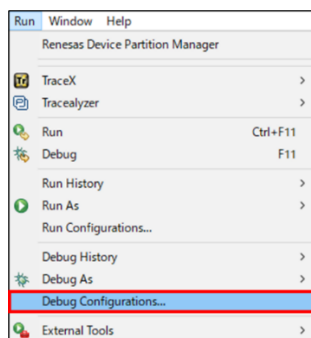 Run Window Help
Renesas Device Partition Manager
Tr TraceX
Tracealyzer
Run Ctrl+F11
Debug F11
Run History
Run As
Run Configurations...
Debug History
Debug As
Debug Configurations...
External Tools